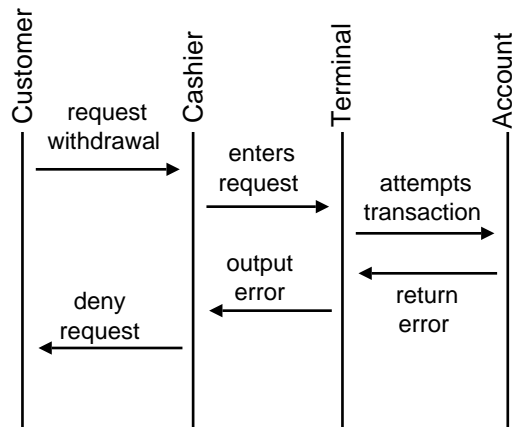 Customer
Cashier
Terminal
Account
request
withdrawal
enters
request
attempts
transaction
output
error
return
error
deny
request